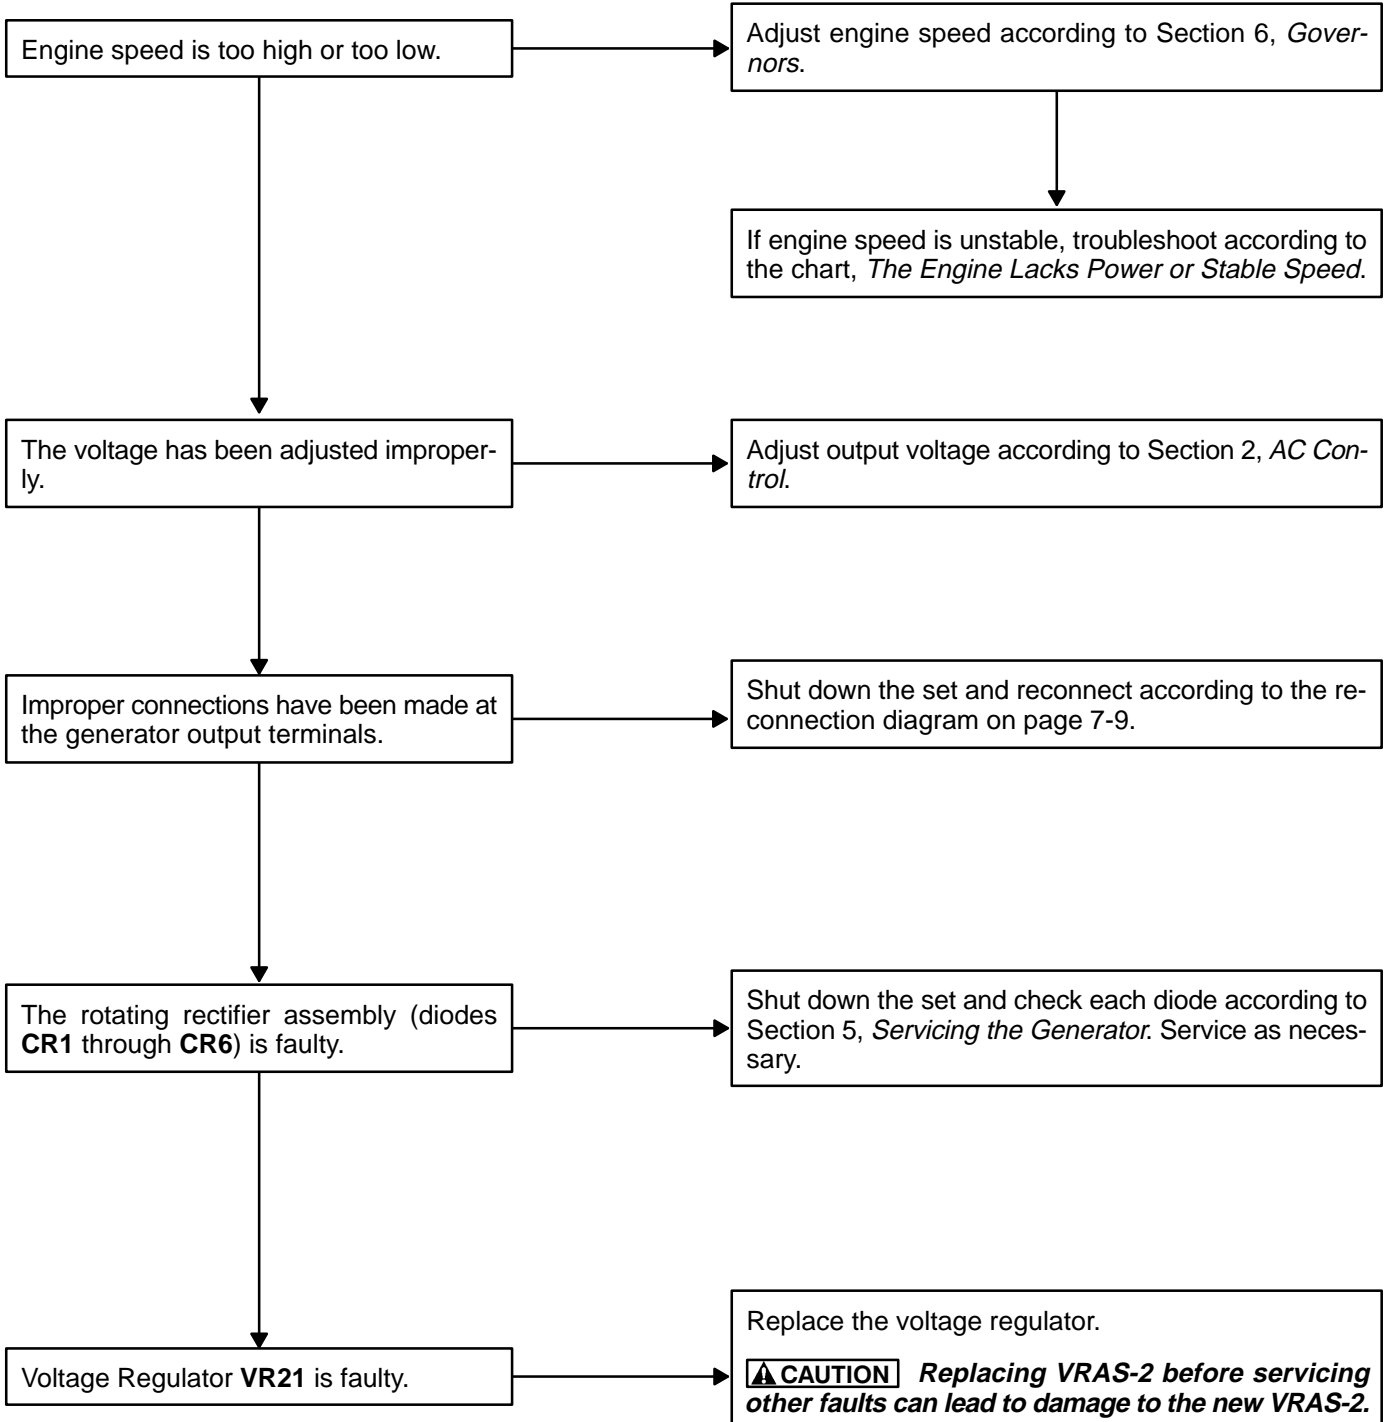 Engine speed is too high or too low.
Adjust engine speed according to Section 6, Gover-
nors.
If engine speed is unstable, troubleshoot according to
the chart, The Engine Lacks Power or Stable Speed.
The voltage has been adjusted improper-
ly.
Adjust output voltage according to Section 2, AC Con-
trol.
Improper connections have been made at
the generator output terminals.
Shut down the set and reconnect according to the re-
connection diagram on page 7-9.
The rotating rectifier assembly (diodes
CR1 through CR6) is faulty.
Shut down the set and check each diode according to
Section 5, Servicing the Generator. Service as neces-
sary.
Voltage Regulator VR21 is faulty.
Replace the voltage regulator.
CAUTION Replacing VRAS-2 before servicing
other faults can lead to damage to the new VRAS-2.